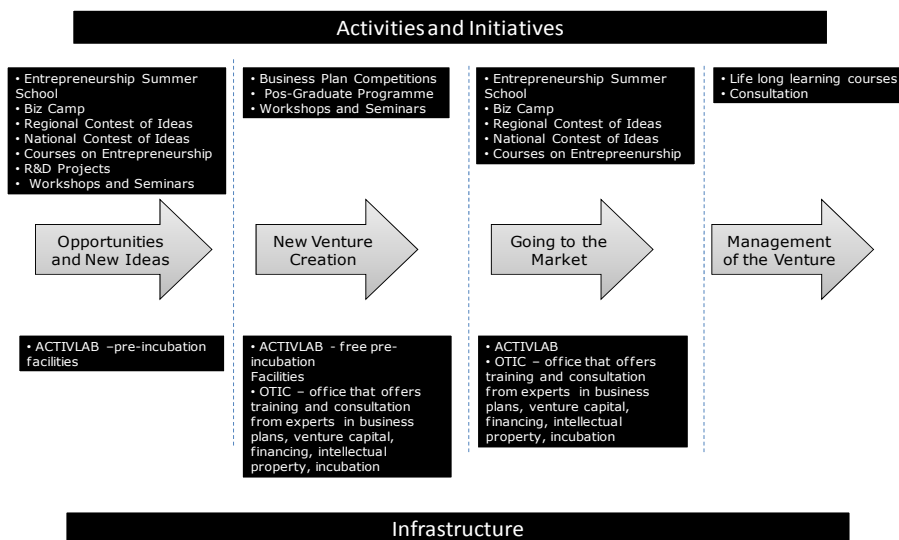 Activities and Initiatives
• Entrepreneurship Summer
School
• Biz Camp
• Regional Contest of Ideas
• National Contest of Ideas
• Courses on Entrepreneurship
• R&D Projects
• Workshops and Seminars
• Business Plan Competitions
• Pos-Graduate Programme
• Workshops and Seminars
• Entrepreneurship Summer
School
• Biz Camp
• Regional Contest of Ideas
• National Contest of Ideas
• Courses on Entrepreenurship
• Life long learning courses
• Consultation
Opportunities
and New Ideas
New Venture
Creation
Going to the
Market
Management
of the Venture
• ACTIVLAB –pre-incubation
facilities
• ACTIVLAB - free pre-
incubation
Facilities
• OTIC – office that offers
training and consultation
from experts in business
plans, venture capital,
financing, intellectual
property, incubation
• ACTIVLAB
• OTIC – office that offers
training and consultation
from experts in business
plans, venture capital,
financing, intellectual
property, incubation
Infrastructure